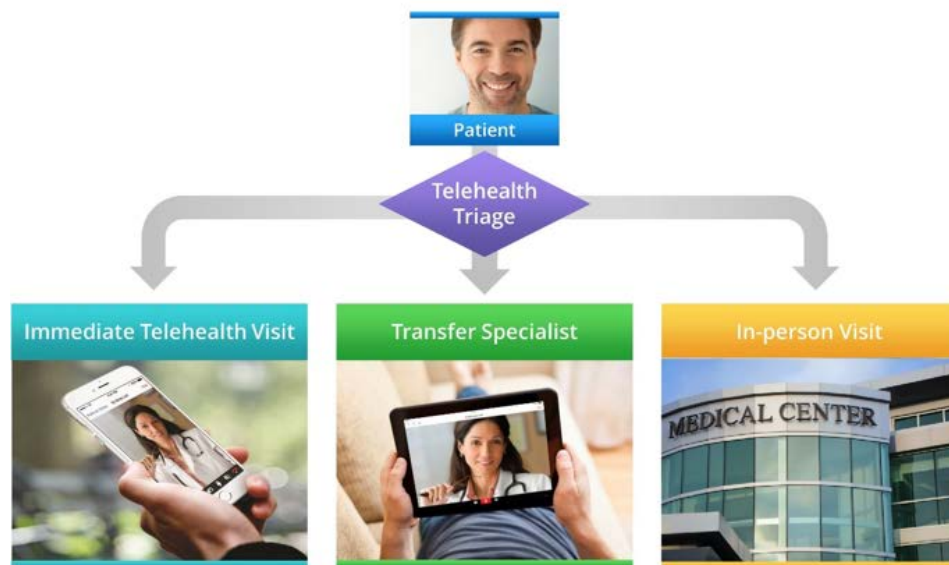 Patient
Telehealth
Triage
Immediate Telehealth Visit
Transfer Specialist
In-person Visit
MEDICAL CENTER